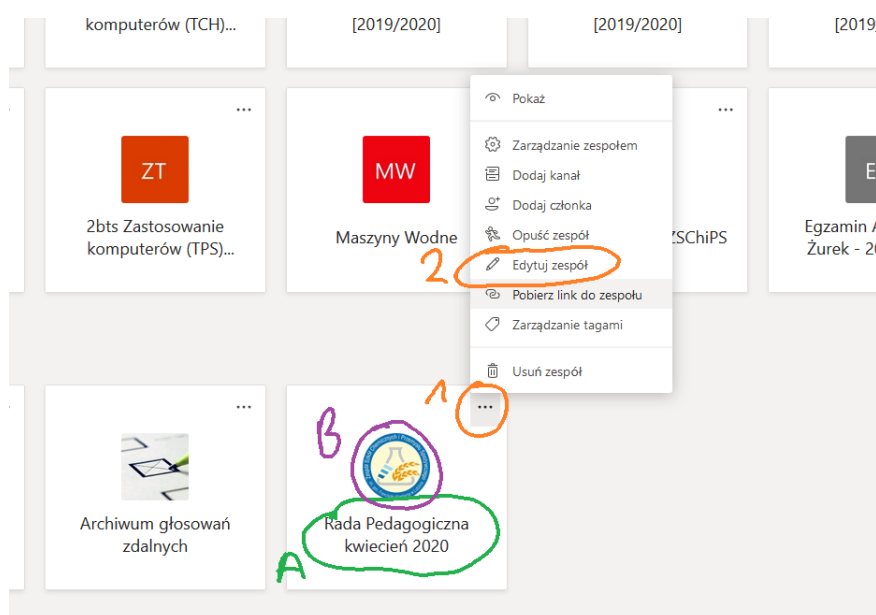 komputerów (TCH)...
[2019/2020]
[2019/2020]
[2019
...
...
ZT
2bts Zastosowanie
komputerów (TPS)...
MW
Maszyny Wodne
ZSChiPS
E
Egzamin
Żurek - 2
Pokaż
Zarządzanie zespołem
Dodaj kanał
Dodaj członka
Opuść zespół
2
Edytuj zespół
Pobierz link do zespołu
Zarządzanie tagami
Usuń zespół
1
...
...
Archiwum głosowań
zdalnych
B
A
Rada Pedagogiczna
kwiecień 2020